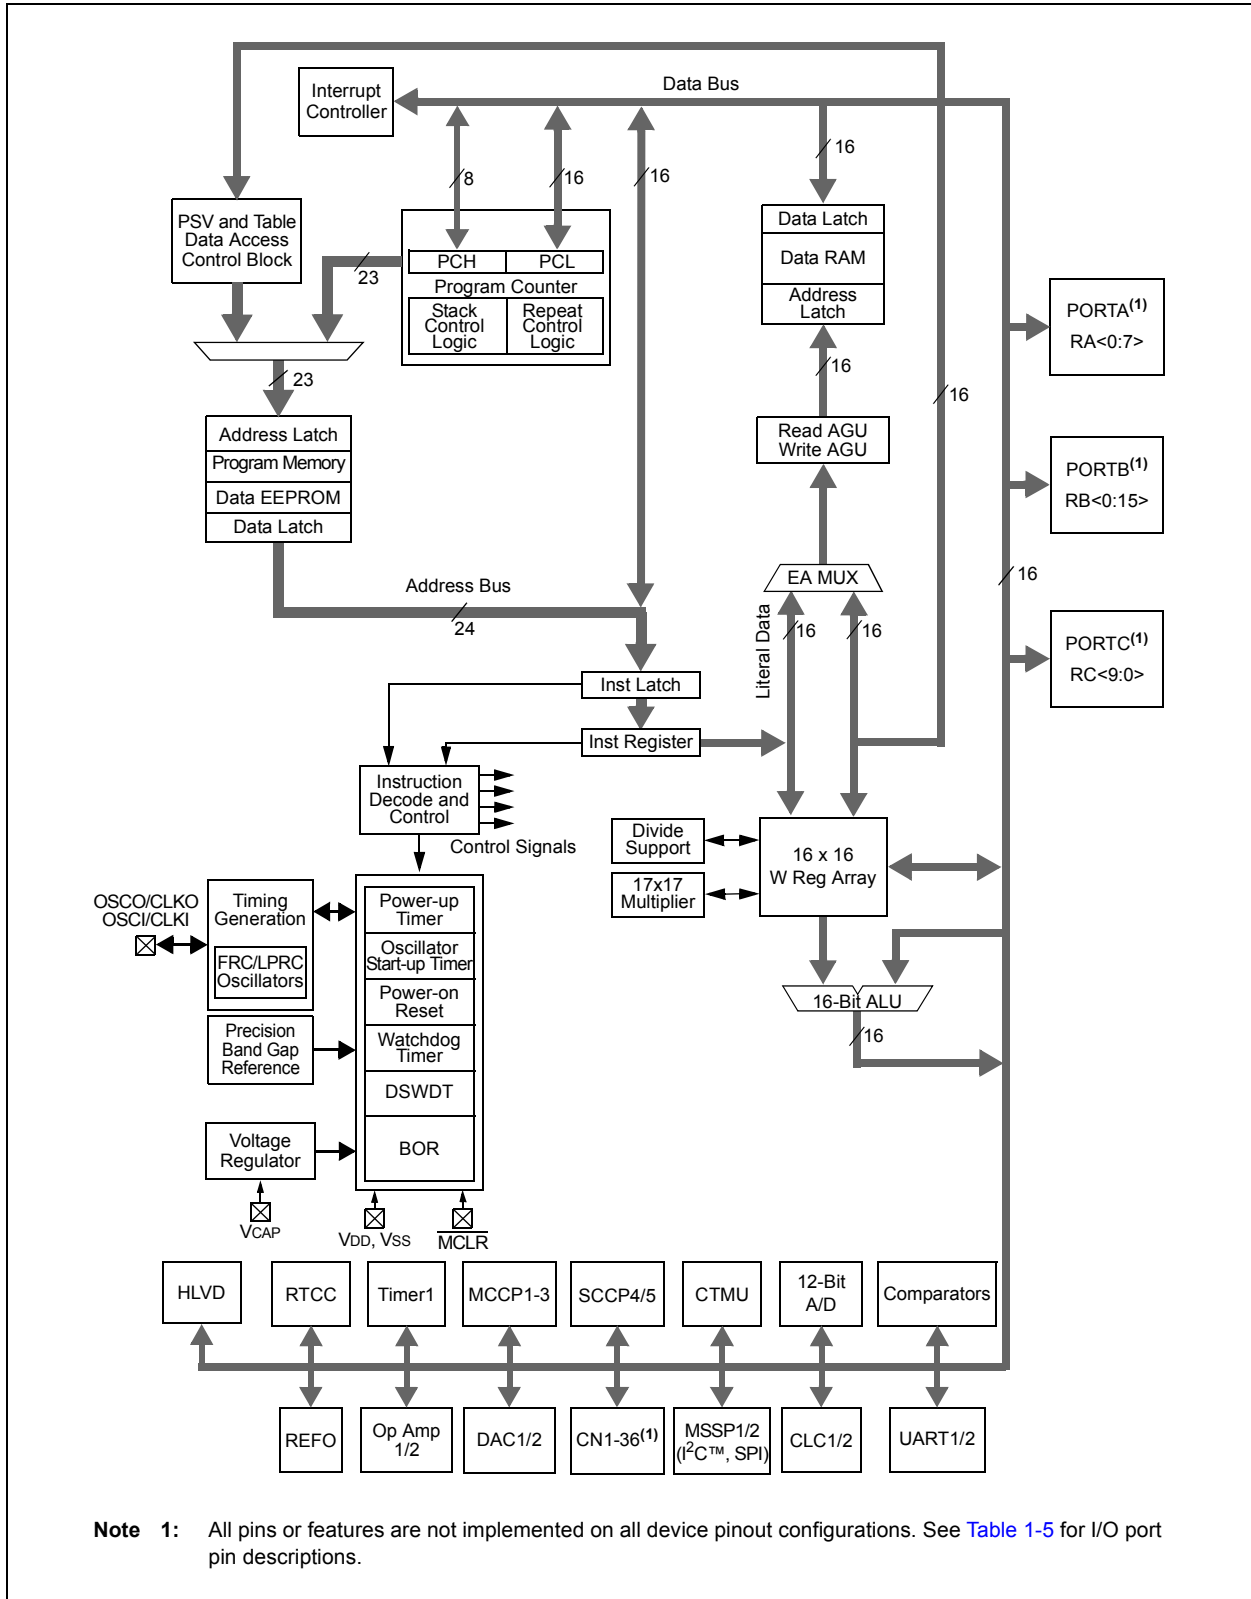 Data Bus
Interrupt
Controller
16
8
16
16
PSV and Table
Data Access
Control Block
Data Latch
Data RAM
Address
Latch
PCH
PCL
23
Program Counter
Stack
Control
Logic
Repeat
Control
Logic
PORTA(1)
RA<0:7>
23
16
16
Address Latch
Program Memory
Data EEPROM
Data Latch
Read AGU
Write AGU
PORTB(1)
RB<0:15>
EA MUX
16
Address Bus
24
Literal Data
16
16
PORTC(1)
RC<9:0>
Inst Latch
Inst Register
Instruction
Decode and
Control
Control Signals
Divide
Support
17x17
Multiplier
16 x 16
W Reg Array
OSCO/CLKO
OSCI/CLKI
Timing
Generation
FRC/LPRC
Oscillators
Power-up
Timer
Oscillator
Start-up Timer
Power-on
Reset
Watchdog
Timer
DSWDT
BOR
16-Bit ALU
16
Precision
Band Gap
Reference
Voltage
Regulator
VCAP
VDD, VSS
MCLR
HLVD
RTCC
Timer1
MCCP1-3
SCCP4/5
CTMU
12-Bit
A/D
Comparators
REFO
Op Amp
1/2
DAC1/2
CN1-36(1)
MSSP1/2
(I2C™, SPI)
CLC1/2
UART1/2
Note 1: All pins or features are not implemented on all device pinout configurations. See Table 1-5 for I/O port
pin descriptions.